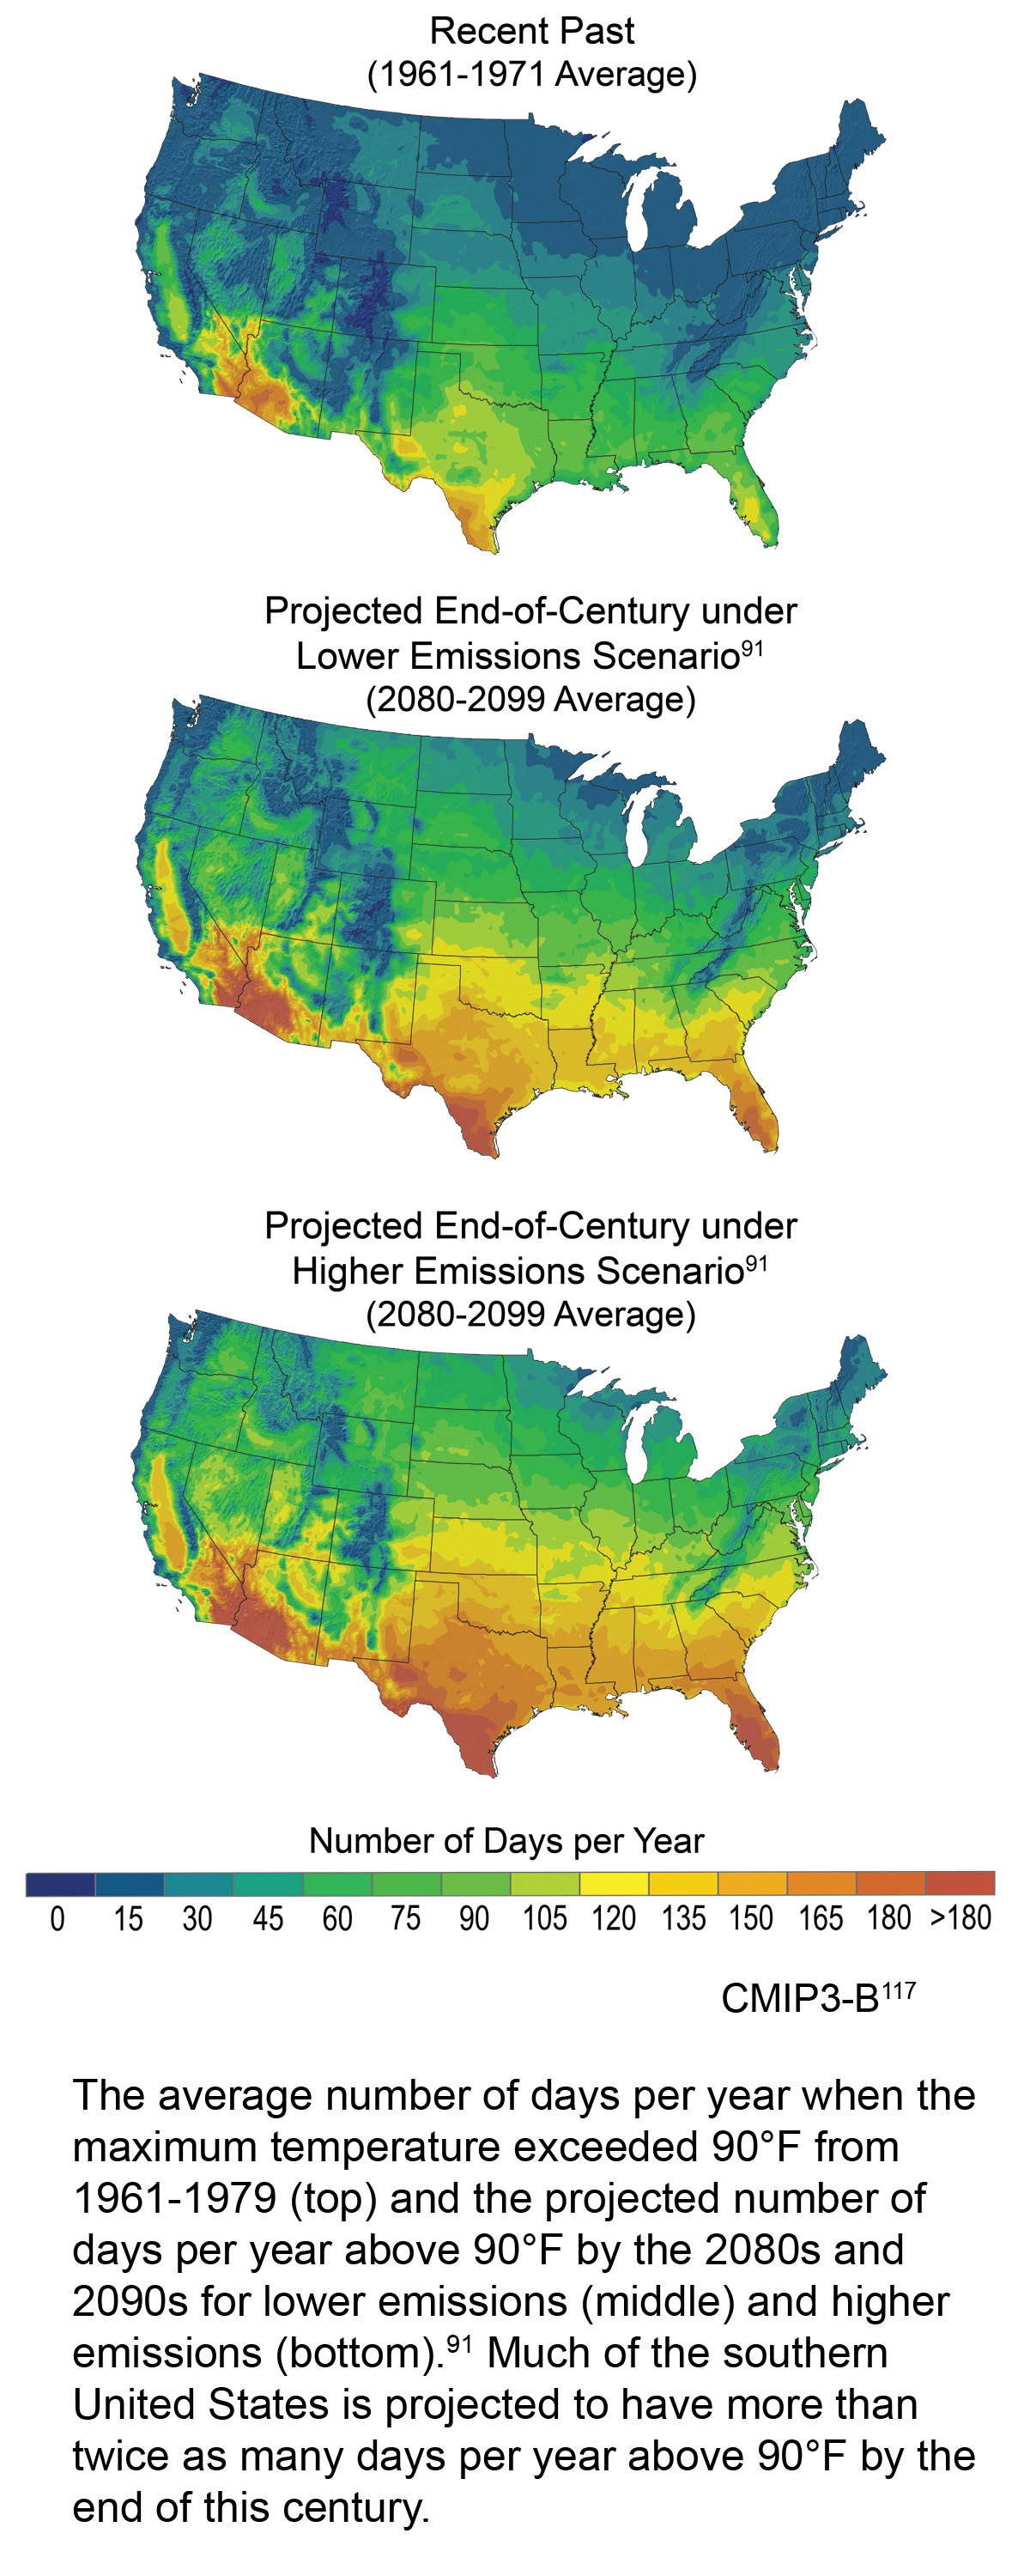 Recent Past
(1961-1971 Average)
Projected End-of-Century under
Lower Emissions Scenario91
(2080-2099 Average)
Projected End-of-Century under
Higher Emissions Scenario91
(2080-2099 Average)
Number of Days per Year
0 15 30 45 60 75 90 105 120 135 150 165 180 >180
CMIP3-B117
The average number of days per year when the
maximum temperature exceeded 90°F from
1961-1979 (top) and the projected number of
days per year above 90°F by the 2080s and
2090s for lower emissions (middle) and higher
emissions (bottom).91 Much of the southern
United States is projected to have more than
twice as many days per year above 90°F by the
end of this century.